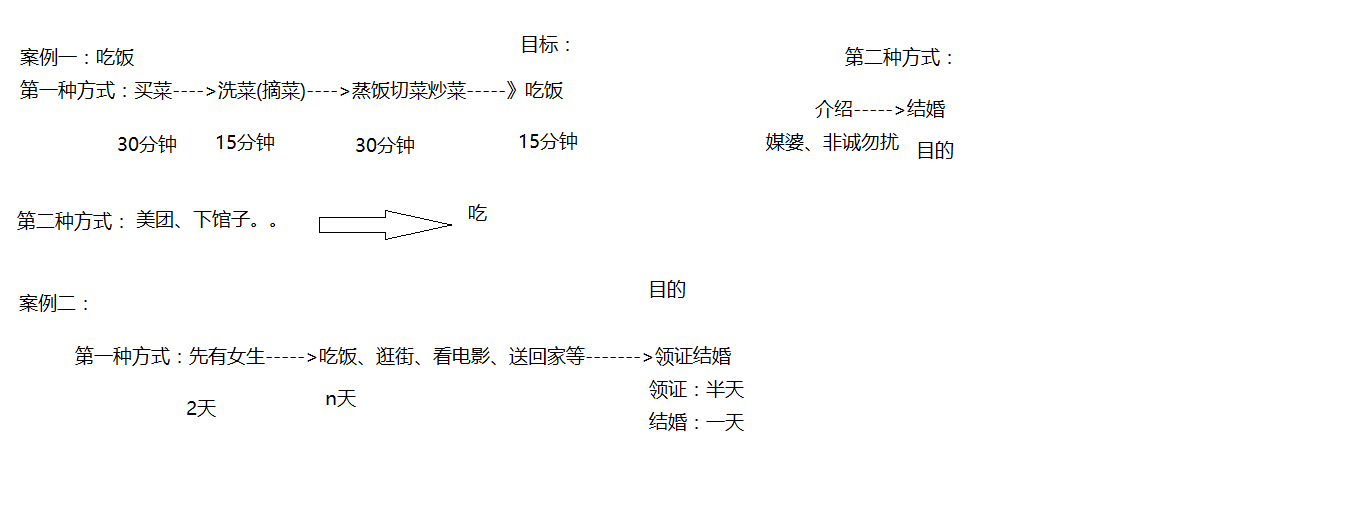 目标：
案例一：吃饭
第一种方式：买菜---->洗菜(摘菜)---->蒸饭切菜炒菜-----》吃饭
30分钟 15分钟 30分钟 15分钟
第二种方式：
介绍----->结婚
媒婆、非诚勿扰 目的
第二种方式： 美团、下馆子。。 吃
目的
案例二：
第一种方式：先有女生----->吃饭、逛街、看电影、送回家等------->领证结婚
2天 n天 领证：半天
结婚：一天